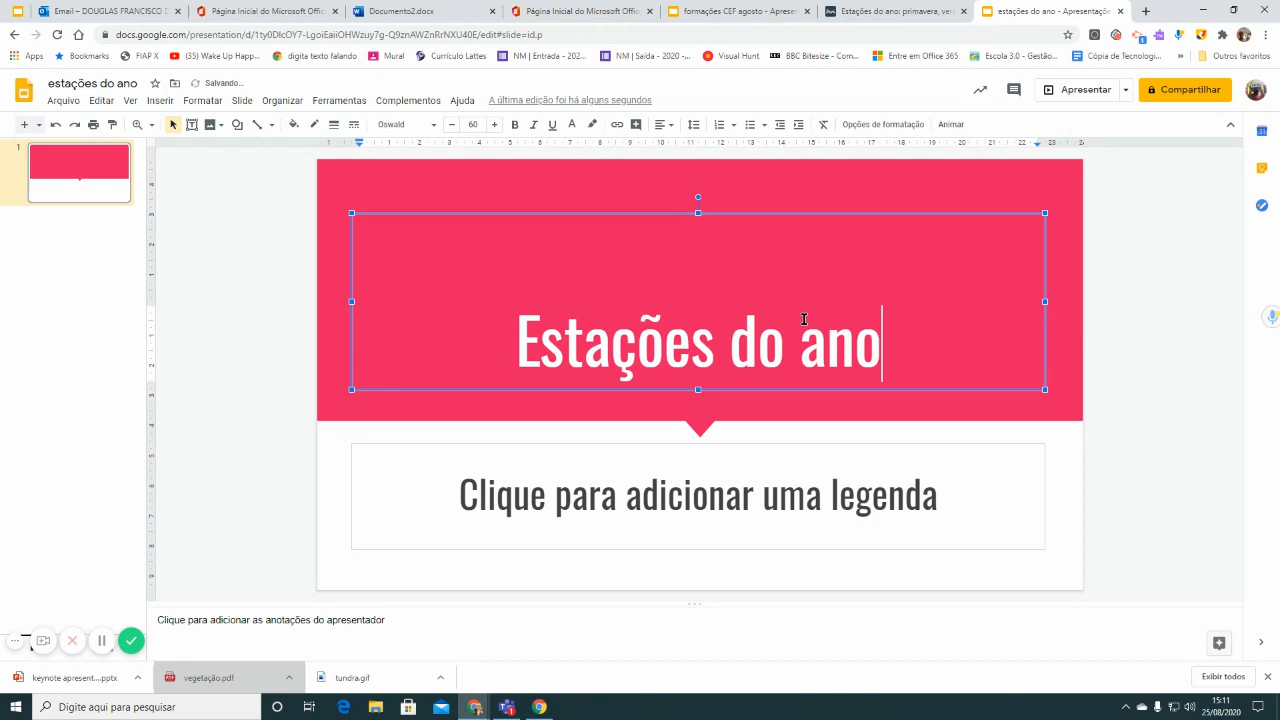 Email – DOUGLAS FRANCISCO D
Página Inicial do Microsoft Office
Documento2.docx
Página Inicial do Microsoft Office
formações CEF agosto - Apresent
Estações do ano: primavera, ver
estações do ano - Apresentaçõ
docs.google.com/presentation/d/1ty0DlcOY7-LgoiEaiiOHWzuy7g-Q9znAWZnRrNXU40E/edit#slide=id.p
Apps
Youtube
FIAP X
(35) Wake Up Happ...
digita texto falando
Mural
Currículo Lattes
NM | Entrada - 202...
NM | Saída - 2020 -...
Visual Hunt
BBC Bitesize - Com...
Entre em Office 365
Escola 3.0 - Gestão...
Cópia de Tecnologi...
Outros favoritos
estações do ano
Salvando...
Arquivo Editar Ver Inserir Formatar Slide Organizar Ferramentas Complementos Ajuda
A última edição foi há alguns segundos
Apresentar
Compartilhar
Oswald
60
Opções de formatação
Animar
1
Estações do ano
Clique para adicionar uma legenda
Clique para adicionar as anotações do apresentador
keynote apresent....pptx
vegetação.pdf
tundra.gif
Exibir todos
Digite aqui para pesquisar
15:11
25/08/2020